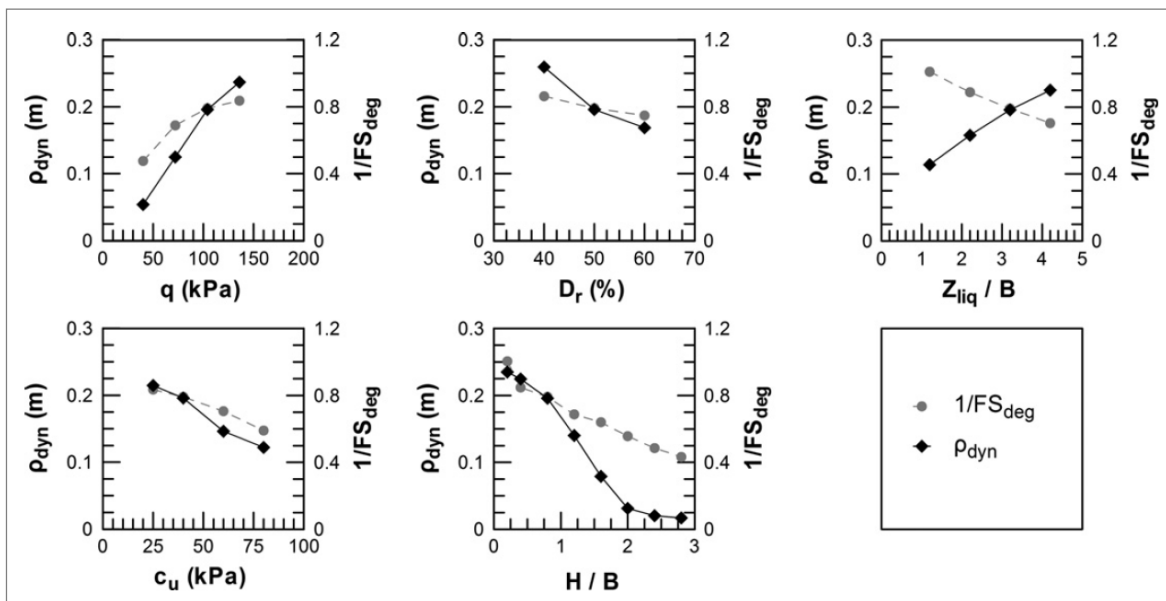 0.3
0.2
0.1
0
ρdyn (m)
1.2
0.8
0.4
0
1/FSdeg
0 50 100 150 200
q (kPa)
0.3
0.2
0.1
0
ρdyn (m)
1.2
0.8
0.4
0
1/FSdeg
30 40 50 60 70
Dr (%)
0.3
0.2
0.1
0
ρdyn (m)
1.2
0.8
0.4
0
1/FSdeg
0 1 2 3 4 5
Zliq / B
0.3
0.2
0.1
0
ρdyn (m)
1.2
0.8
0.4
0
1/FSdeg
0 25 50 75 100
cu (kPa)
0.3
0.2
0.1
0
ρdyn (m)
1.2
0.8
0.4
0
1/FSdeg
0 1 2 3
H / B
1/FSdeg
ρdyn